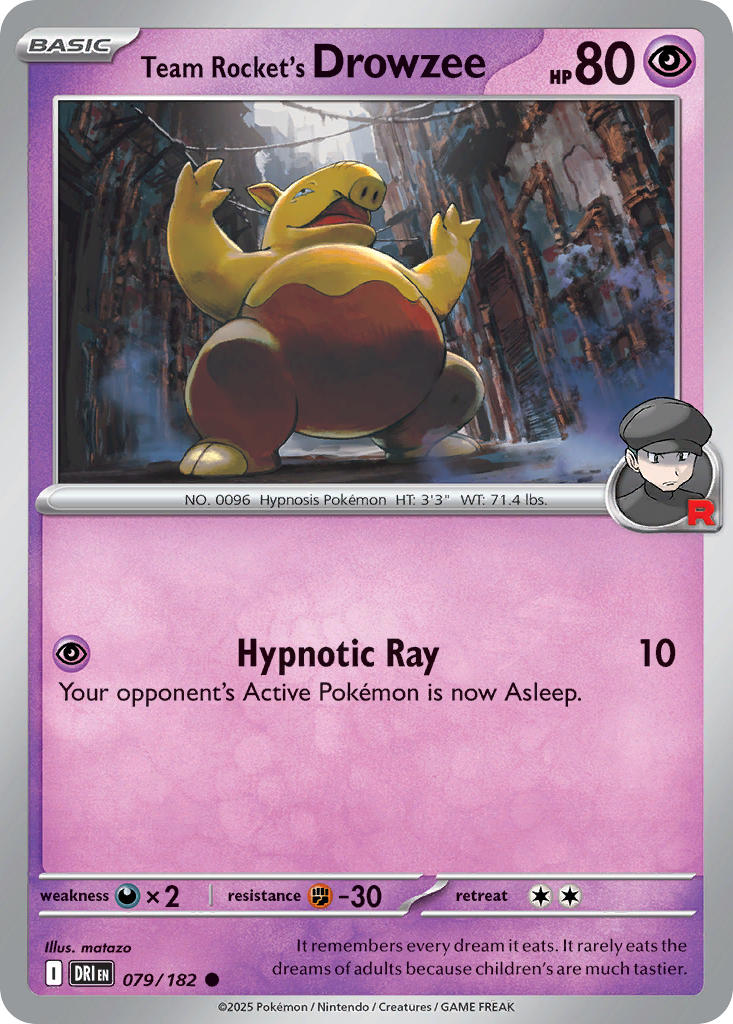 BASIC
Team Rocket's Drowzee HP 80
NO. 0096 Hypnosis Pokémon HT: 3'3" WT: 71.4 lbs.
R
Hypnotic Ray 10
Your opponent's Active Pokémon is now Asleep.
weakness ×2 resistance -30 retreat
Illus. matazo
It remembers every dream it eats. It rarely eats the
dreams of adults because children's are much tastier.
I DRI EN 079/182
©2025 Pokémon / Nintendo / Creatures / GAME FREAK